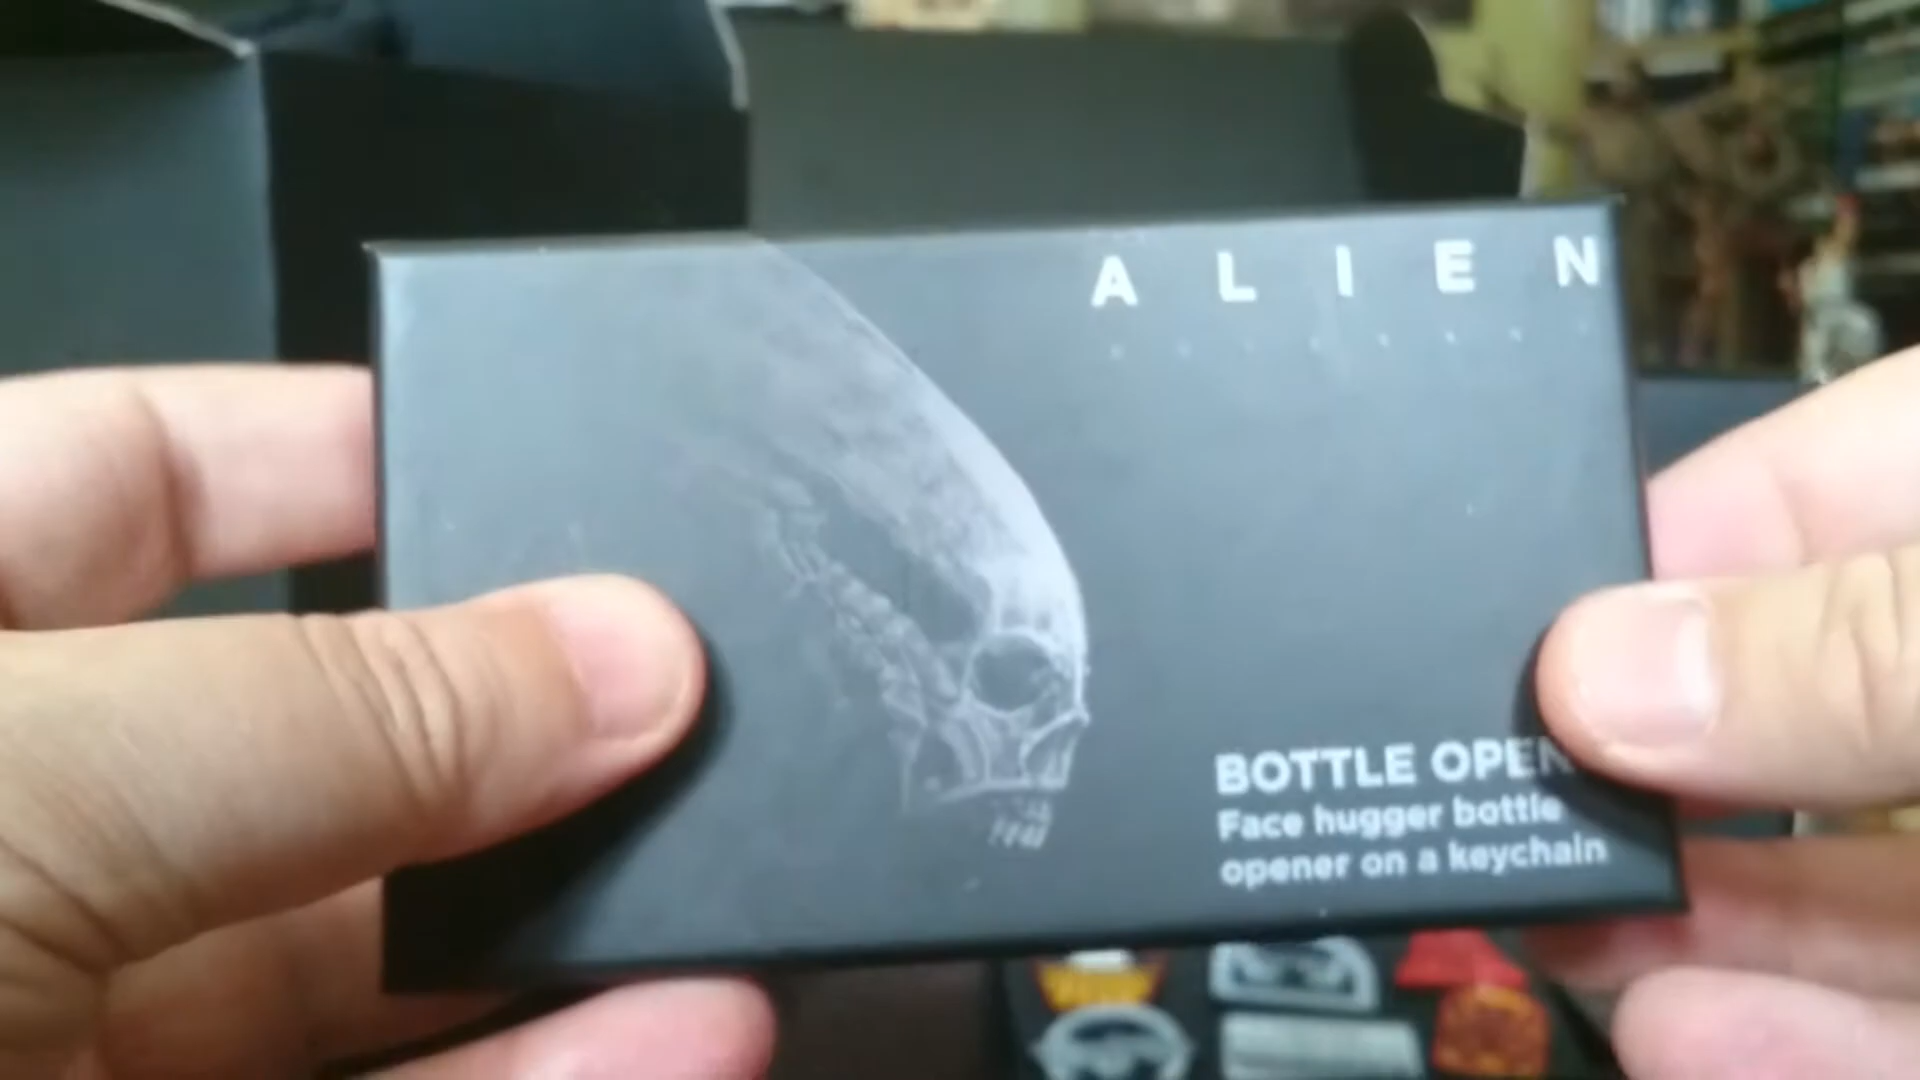 ALIEN
BOTTLE OPEN
Face hugger bottle
opener on a keychain